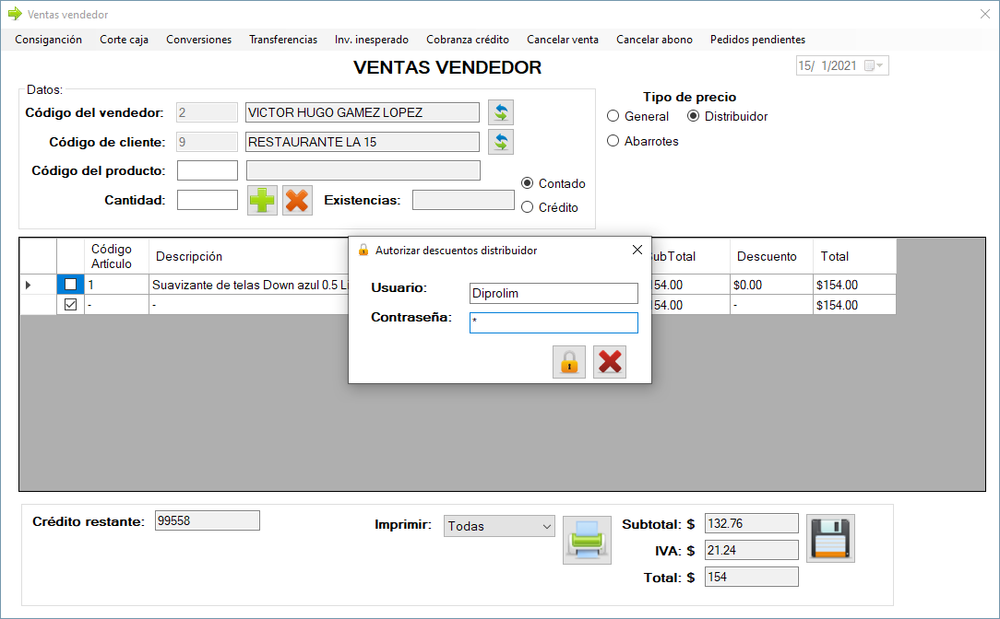 Ventas vendedor
Consigación Corte caja Conversiones Transferencias Inv. inesperado Cobranza crédito Cancelar venta Cancelar abono Pedidos pendientes
VENTAS VENDEDOR
15/ 1/2021
Datos:
Código del vendedor: 2 VICTOR HUGO GAMEZ LOPEZ
Código de cliente: 9 RESTAURANTE LA 15
Código del producto:
Cantidad: Existencias:
Contado
Crédito
Tipo de precio
General Distribuidor
Abarrotes
Código Artículo Descripción SubTotal Descuento Total
1 Suavizante de telas Down azul 0.5 Li 54.00 $0.00 $154.00
- - 54.00 - $154.00
Autorizar descuentos distribuidor
Usuario: Diprolim
Contraseña: *
Crédito restante: 99558
Imprimir: Todas
Subtotal: $ 132.76
IVA: $ 21.24
Total: $ 154